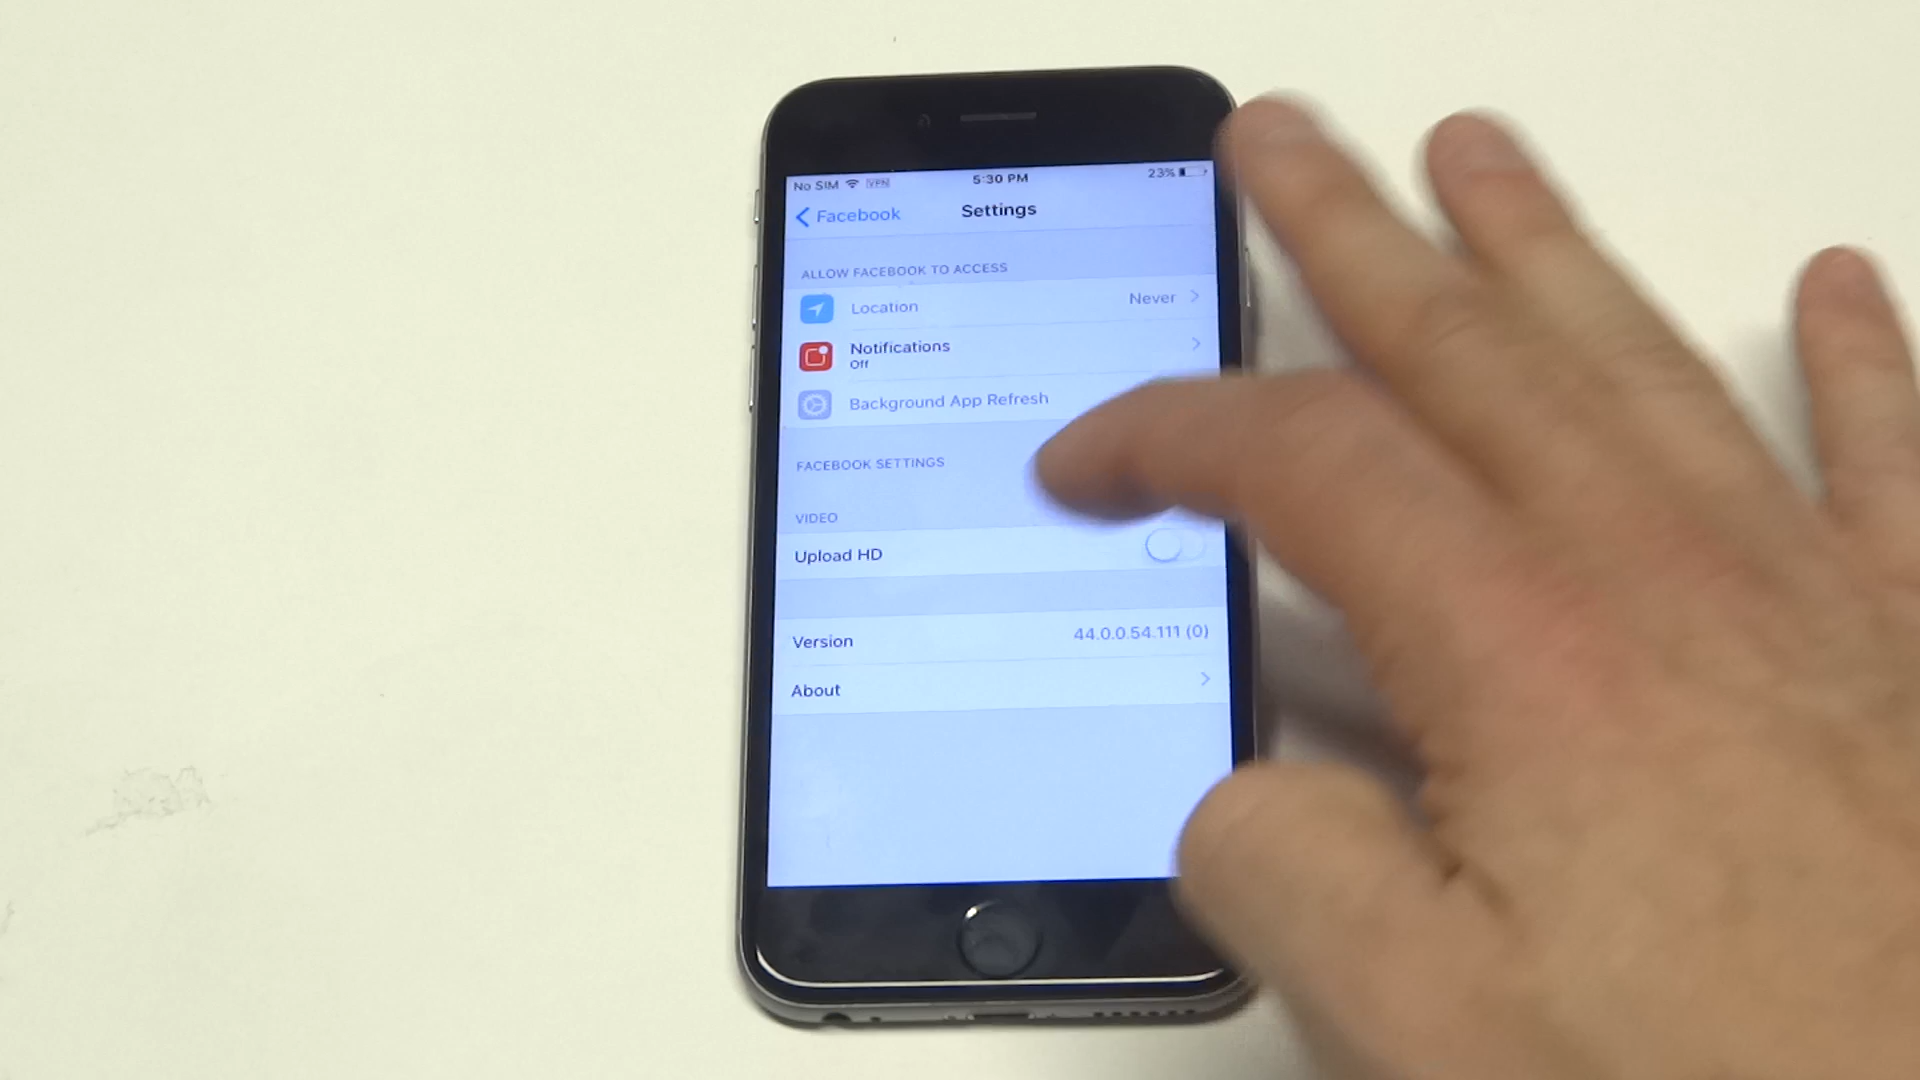 No SIM VPN 5:30 PM 23%
Facebook Settings
ALLOW FACEBOOK TO ACCESS
Location Never
Notifications
Off
Background App Refresh
FACEBOOK SETTINGS
VIDEO
Upload HD
Version 44.0.0.54.111 (0)
About